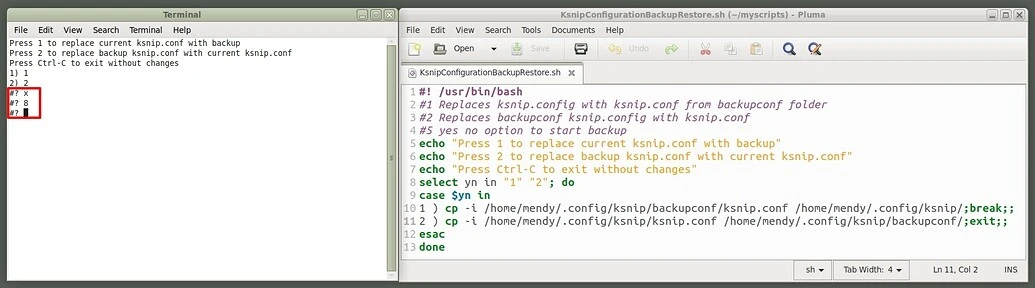 Terminal
File Edit View Search Terminal Help
Press 1 to replace current ksnip.conf with backup
Press 2 to replace backup ksnip.conf with current ksnip.conf
Press Ctrl-C to exit without changes
1) 1
2) 2
#? x
#? 8
#?
KsnipConfigurationBackupRestore.sh (~/myscripts) - Pluma
File Edit View Search Tools Documents Help
Open Save Undo
KsnipConfigurationBackupRestore.sh
1 #! /usr/bin/bash
2 #1 Replaces ksnip.config with ksnip.conf from backupconf folder
3 #2 Replaces backupconf ksnip.config with ksnip.conf
4 #5 yes no option to start backup
5 echo "Press 1 to replace current ksnip.conf with backup"
6 echo "Press 2 to replace backup ksnip.conf with current ksnip.conf"
7 echo "Press Ctrl-C to exit without changes"
8 select yn in "1" "2"; do
9 case $yn in
10 1 ) cp -i /home/mendy/.config/ksnip/backupconf/ksnip.conf /home/mendy/.config/ksnip/;break;;
11 2 ) cp -i /home/mendy/.config/ksnip/ksnip.conf /home/mendy/.config/ksnip/backupconf/;exit;;
12 esac
13 done
sh Tab Width: 4 Ln 11, Col 2 INS